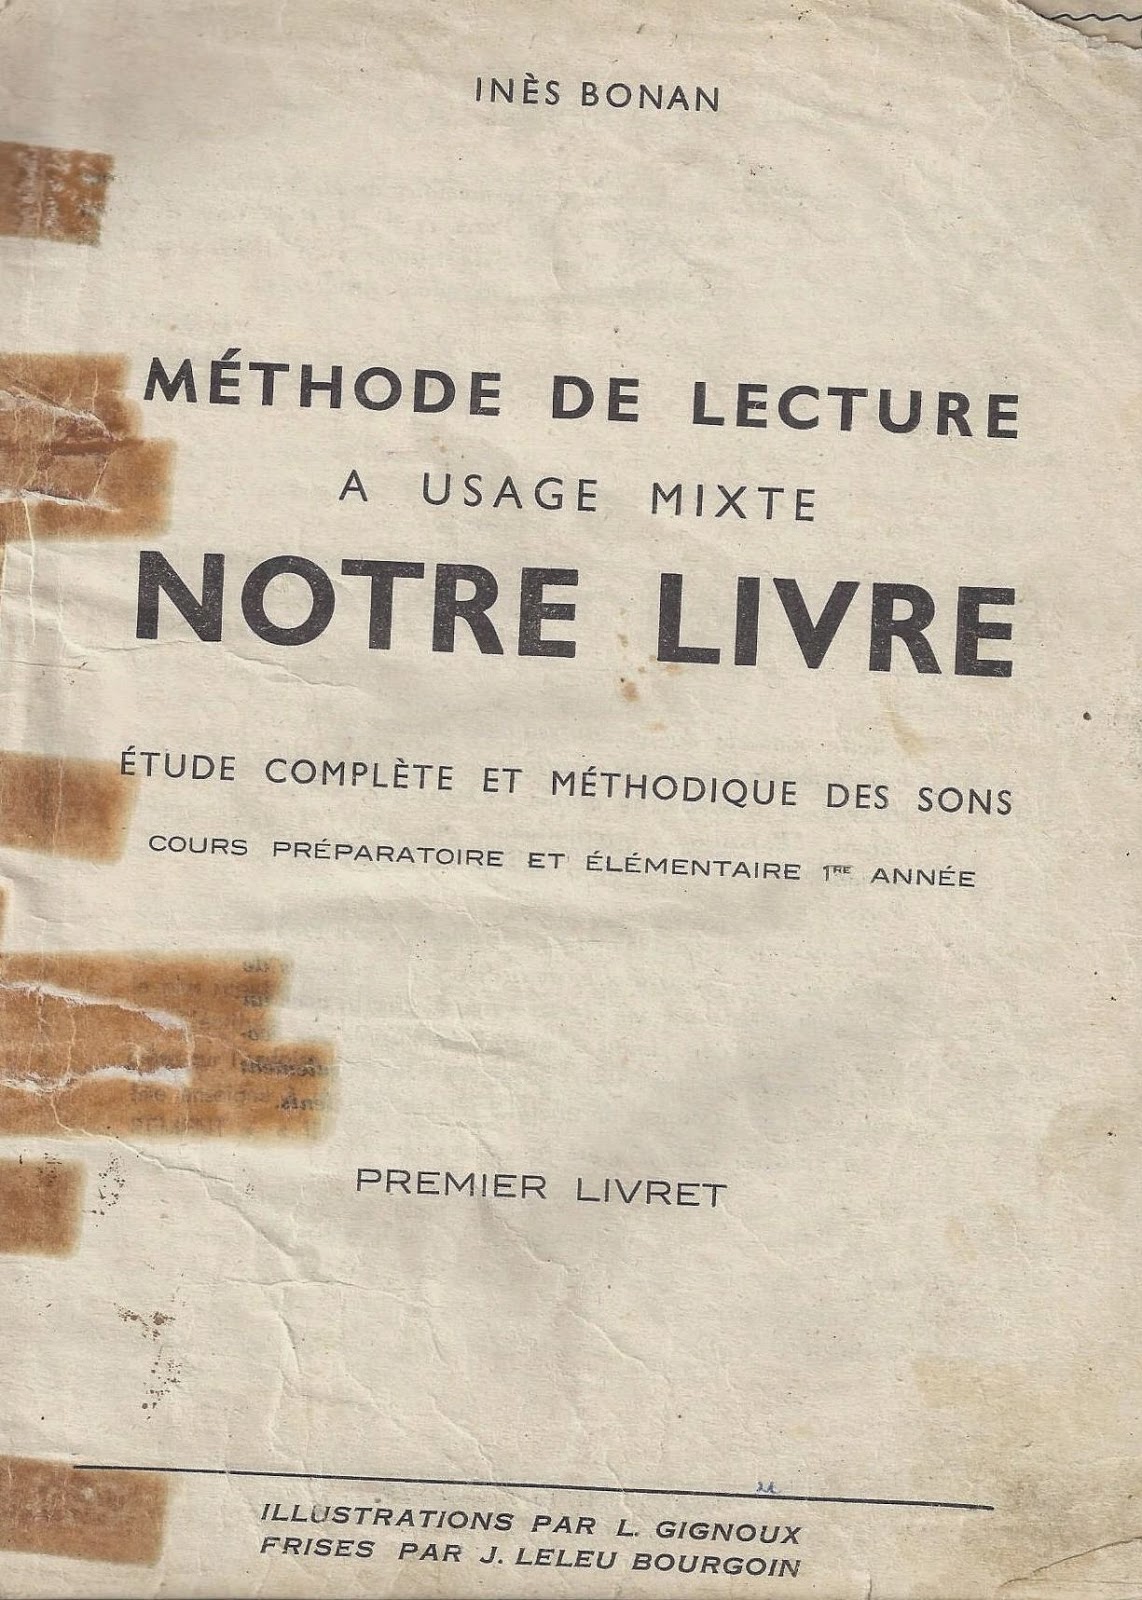 INÈS BONAN
MÉTHODE DE LECTURE
A USAGE MIXTE
NOTRE LIVRE
ÉTUDE COMPLÈTE ET MÉTHODIQUE DES SONS
COURS PRÉPARATOIRE ET ÉLÉMENTAIRE 1RE ANNÉE
PREMIER LIVRET
ILLUSTRATIONS PAR L. GIGNOUX
FRISES PAR J. LELEU BOURGOIN